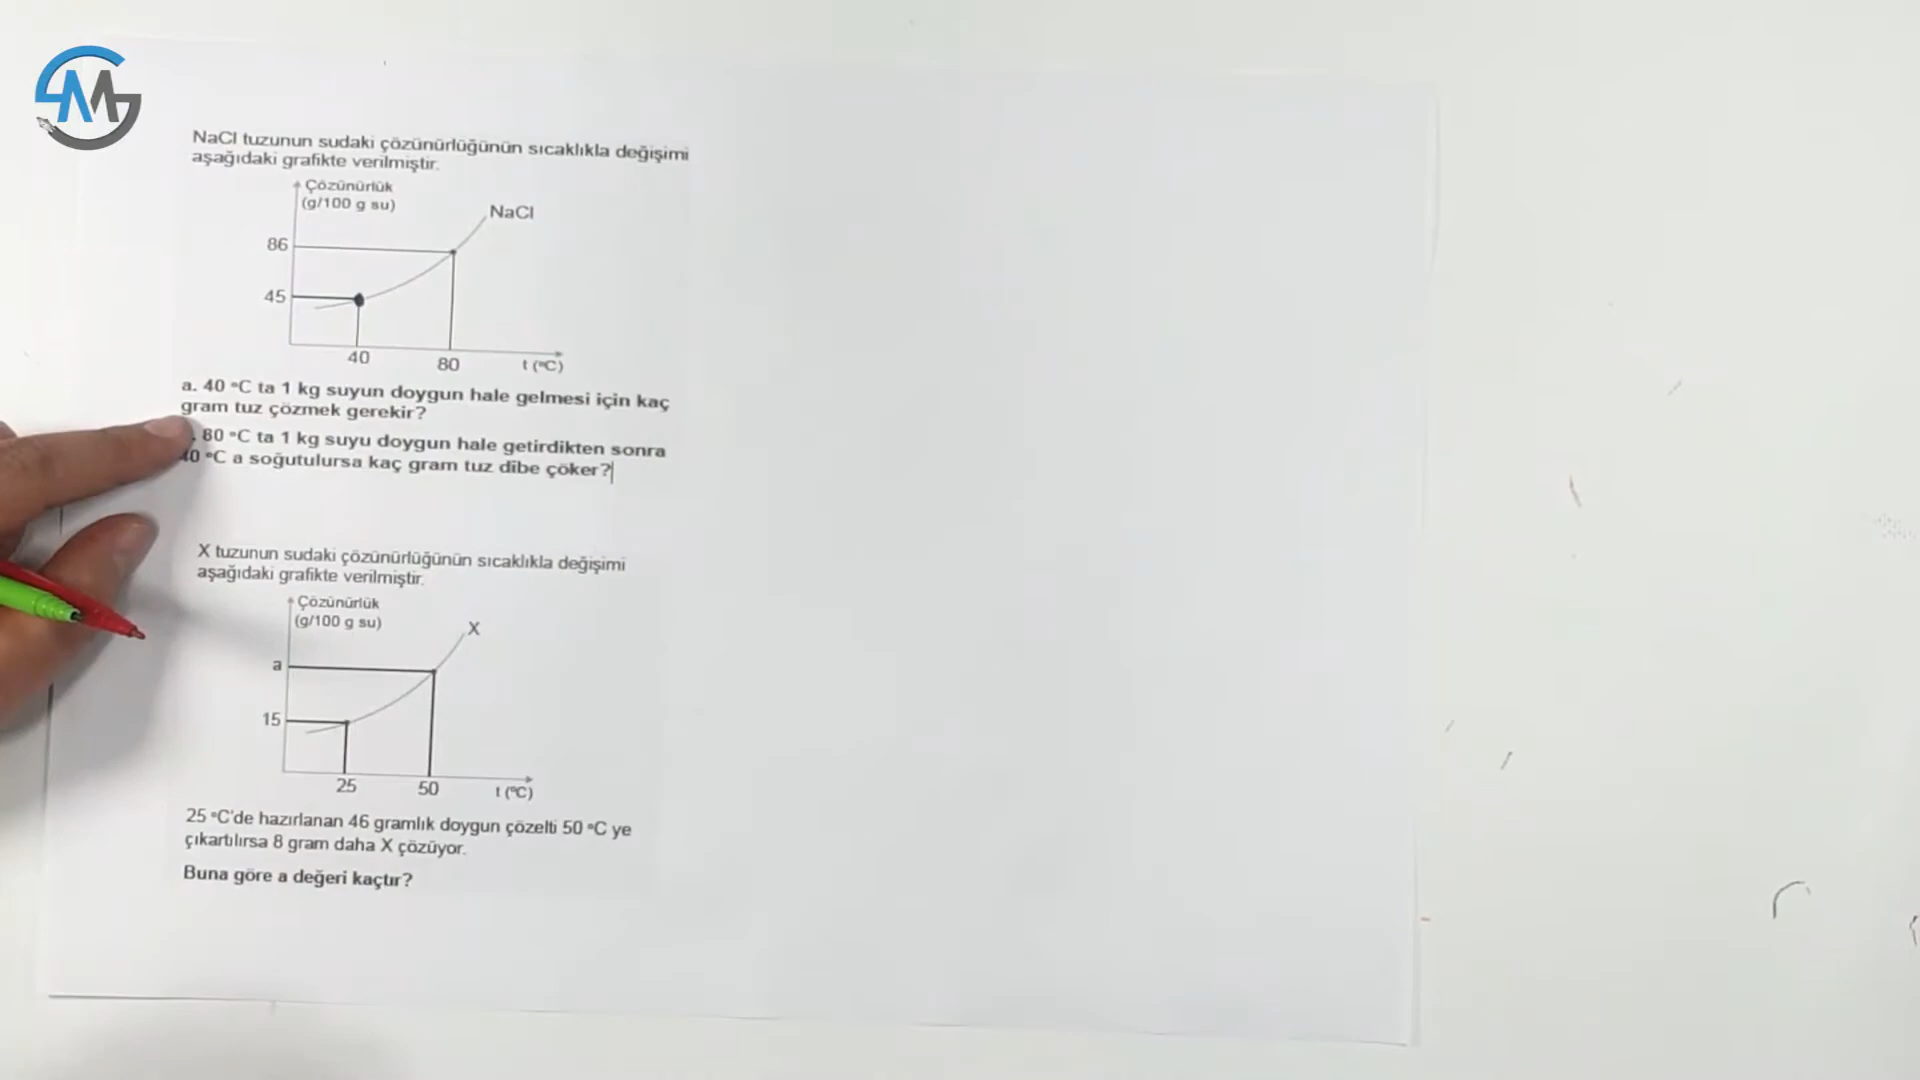 NaCl tuzunun sudaki çözünürlüğünün sıcaklıkla değişimi
aşağıdaki grafikte verilmiştir.
Çözünürlük
(g/100 g su)
NaCl
86
45
40
80
t (°C)
a. 40 °C ta 1 kg suyun doygun hale gelmesi için kaç
gram tuz çözmek gerekir?
. 80 °C ta 1 kg suyu doygun hale getirdikten sonra
40 °C a soğutulursa kaç gram tuz dibe çöker?
X tuzunun sudaki çözünürlüğünün sıcaklıkla değişimi
aşağıdaki grafikte verilmiştir.
Çözünürlük
(g/100 g su)
X
a
15
25
50
t (°C)
25 °C'de hazırlanan 46 gramlık doygun çözelti 50 °C ye
çıkartılırsa 8 gram daha X çözüyor.
Buna göre a değeri kaçtır?